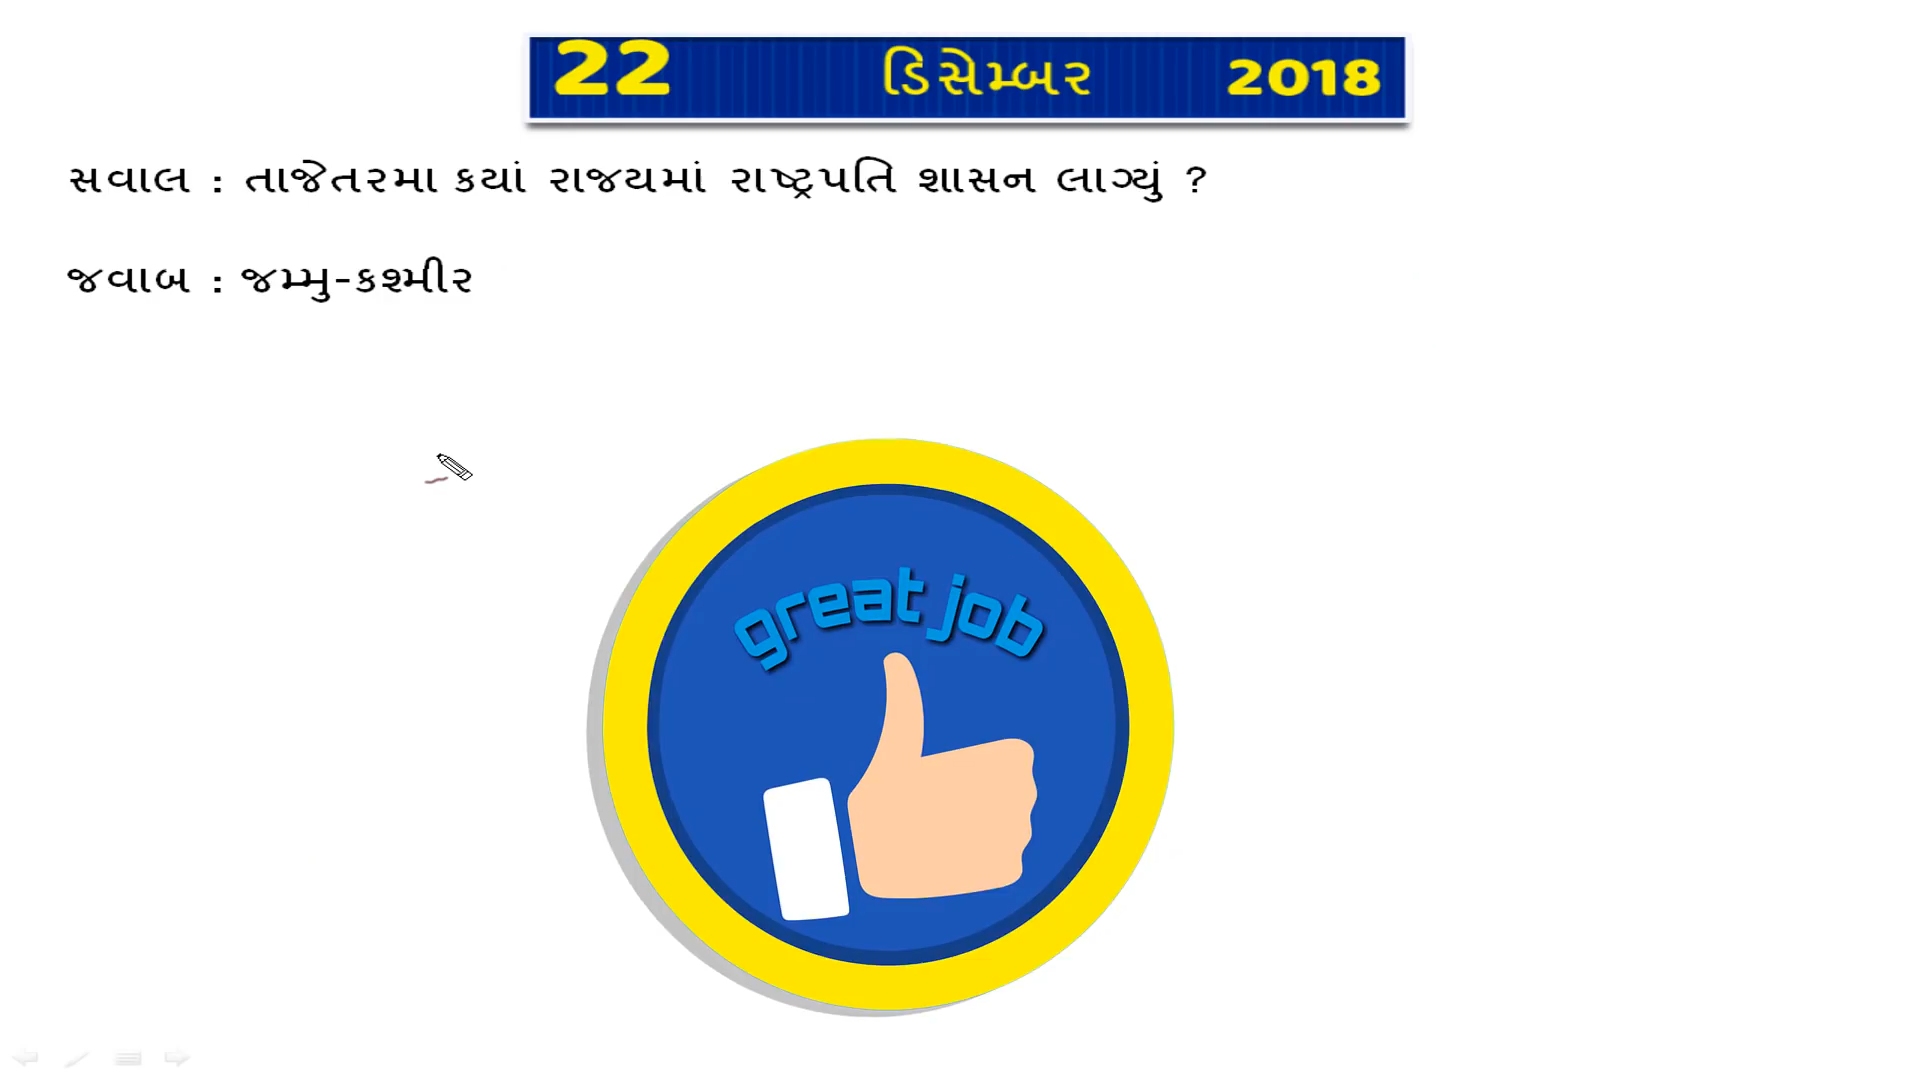 22 ડિસેમ્બર 2018
સવાલ : તાજેતરમા કયાં રાજયમાં રાષ્ટ્રપતિ શાસન લાગ્યું ?
જવાબ : જમ્મુ-કશ્મીર
great job